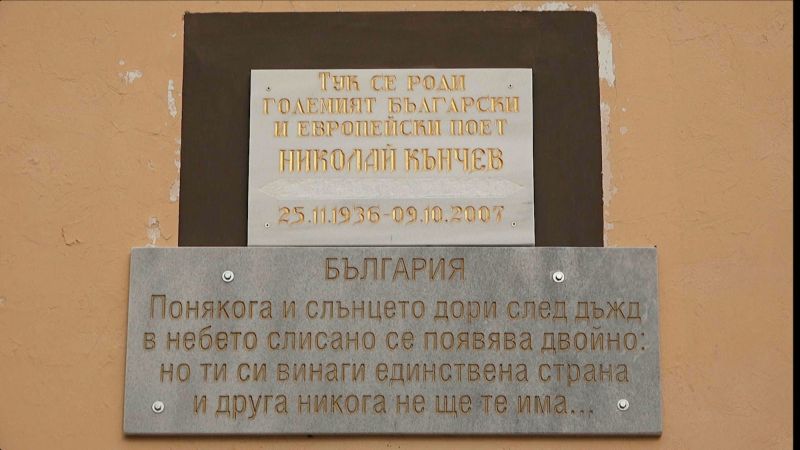 Тук се роди
големият български
и европейски поет
Николай Кънчев
25.11.1936-09.10.2007
БЪЛГАРИЯ
Понякога и слънцето дори след дъжд
в небето слисано се появява двойно:
но ти си винаги единствена страна
и друга никога не ще те има...